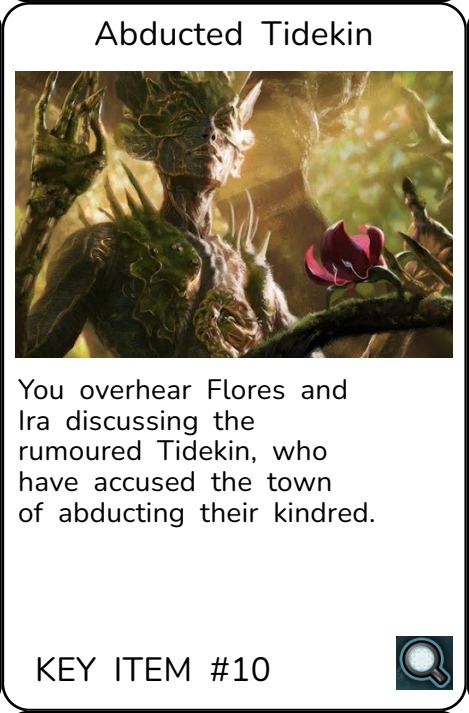 Abducted Tidekin
You overhear Flores and
Ira discussing the
rumoured Tidekin, who
have accused the town
of abducting their kindred.
KEY ITEM #10